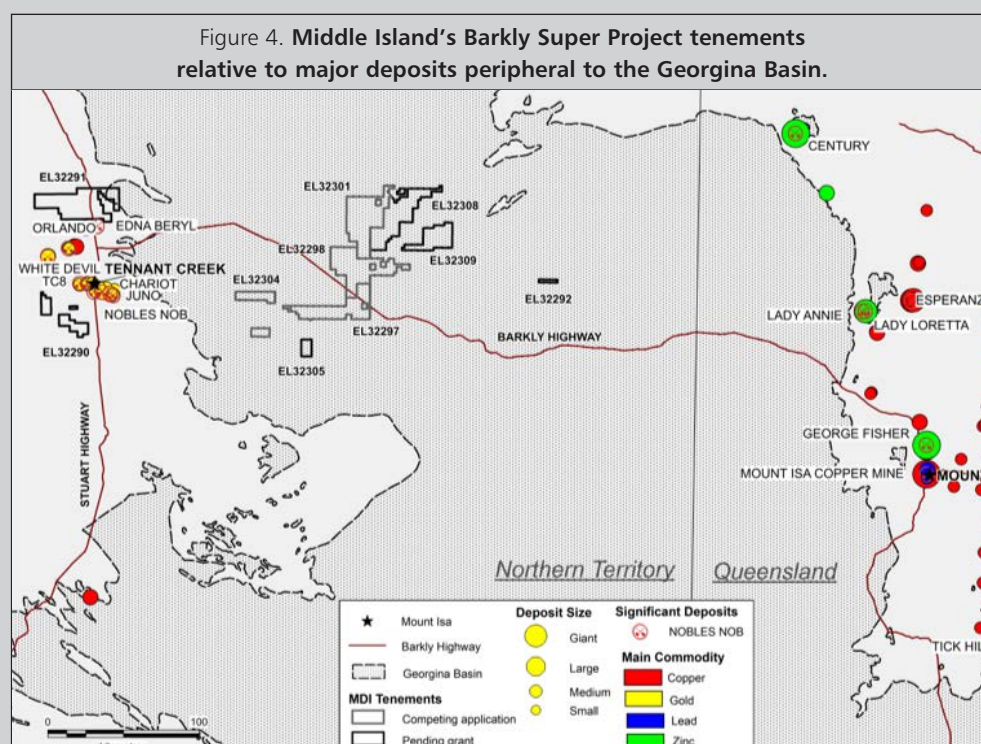 Figure 4. Middle Island's Barkly Super Project tenements
relative to major deposits peripheral to the Georgina Basin.
CENTURY
EL32291
EL32301
EL32308
ORLANDO
EDNA BERYL
EL32298
EL32309
WHITE DEVIL
TENNANT CREEK
TC8
CHARIOT
JUNO
NOBLES NOB
EL32304
EL32292
ESPERANZ
LADY ANNIE
LADY LORETTA
EL32297
BARKLY HIGHWAY
EL32290
EL32305
STUART HIGHWAY
GEORGE FISHER
MOUNT ISA COPPER MINE
MOUN
Northern Territory
Queensland
TICK HIL
Mount Isa
Barkly Highway
Georgina Basin
MDI Tenements
Competing application
Pending grant
Deposit Size
Giant
Large
Medium
Small
Significant Deposits
NOBLES NOB
Main Commodity
Copper
Gold
Lead
Zinc
0 100